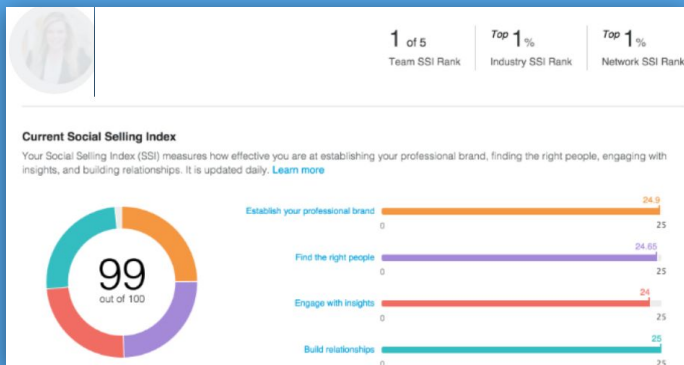 1 of 5
Team SSI Rank
Top 1%
Industry SSI Rank
Top 1%
Network SSI Rank
Current Social Selling Index
Your Social Selling Index (SSI) measures how effective you are at establishing your professional brand, finding the right people, engaging with
insights, and building relationships. It is updated daily. Learn more
99
out of 100
Establish your professional brand
24.9
0
25
Find the right people
24.65
0
25
Engage with insights
24
0
25
Build relationships
25
0
25